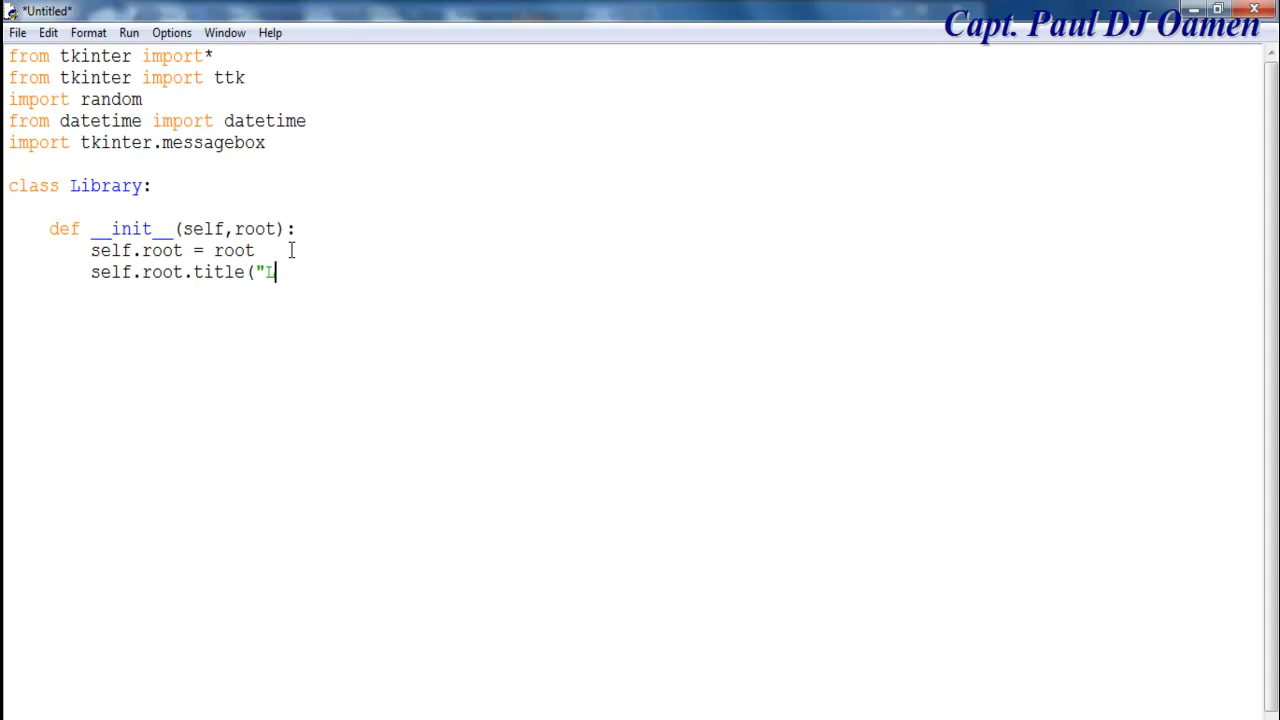 *Untitled*
Capt. Paul DJ Oamen
File Edit Format Run Options Window Help
from tkinter import*
from tkinter import ttk
import random
from datetime import datetime
import tkinter.messagebox
class Library:
    def __init__(self,root):
        self.root = root
        self.root.title("L